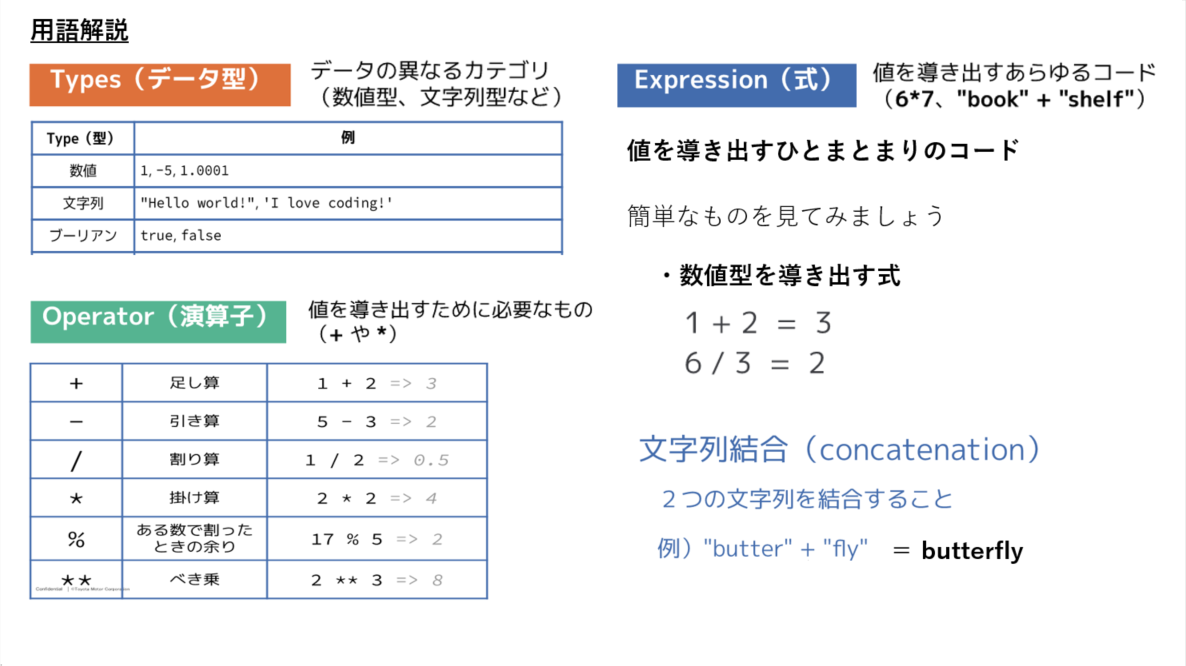 用語解説
Types（データ型）
データの異なるカテゴリ
（数値型、文字列型など）
Type（型） 例
数値 1, -5, 1.0001
文字列 "Hello world!", 'I love coding!'
ブーリアン true, false
Operator（演算子）
値を導き出すために必要なもの
（+ や *）
+ 足し算 1 + 2 => 3
− 引き算 5 − 3 => 2
/ 割り算 1 / 2 => 0.5
* 掛け算 2 * 2 => 4
% ある数で割った
ときの余り 17 % 5 => 2
** べき乗 2 ** 3 => 8
Confidential | ©Toyota Motor Corporation
Expression（式）
値を導き出すあらゆるコード
（6*7、"book" + "shelf"）
値を導き出すひとまとまりのコード
簡単なものを見てみましょう
・数値型を導き出す式
1 + 2 = 3
6 / 3 = 2
文字列結合（concatenation）
２つの文字列を結合すること
例）"butter" + "fly" = butterfly